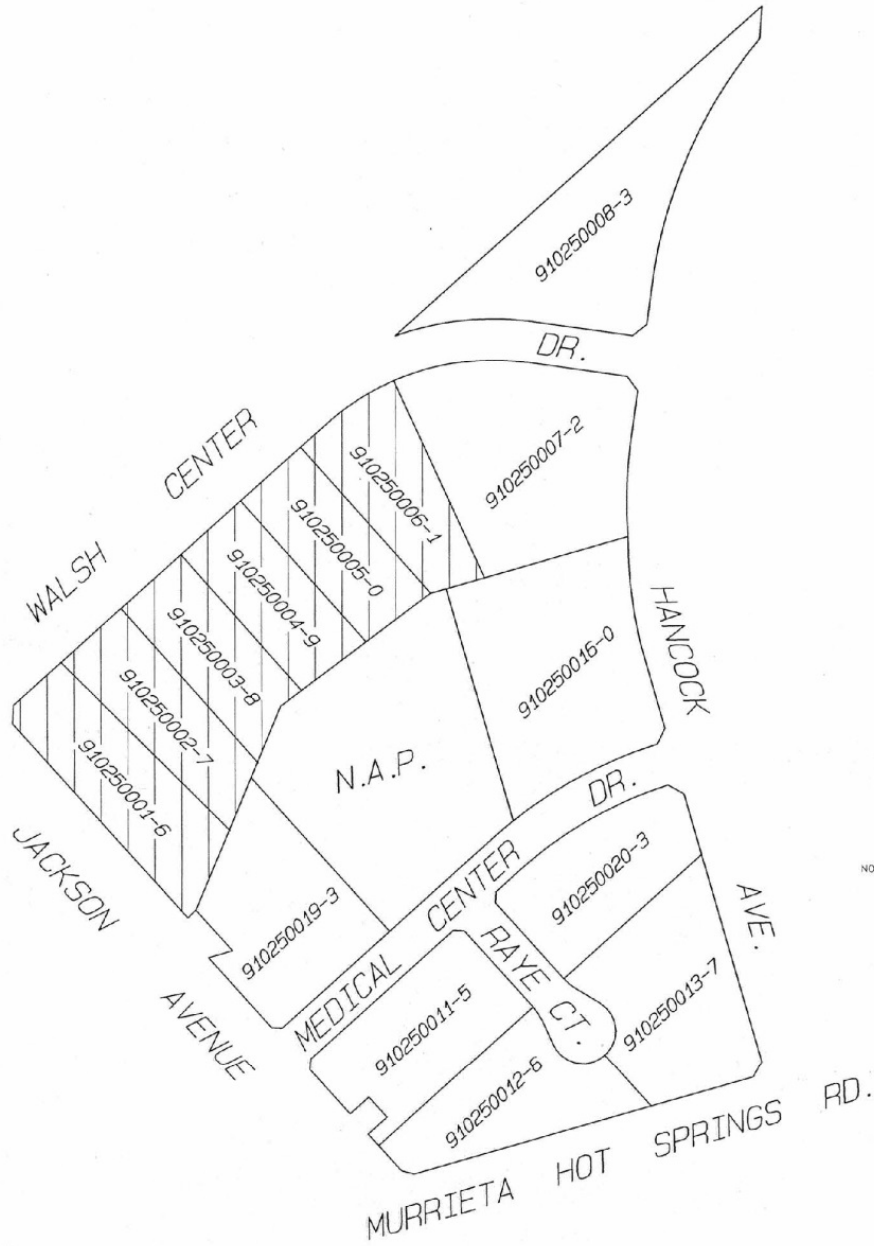 910250008-3
DR.
WALSH CENTER
910250007-2
910250006-1
910250005-0
910250004-9
910250003-8
910250002-7
910250001-6
HANCOCK
910250016-0
N.A.P.
DR.
JACKSON
910250019-3
MEDICAL CENTER
910250020-3
NO
AVE.
RAYE CT.
AVENUE
910250011-5
910250013-7
910250012-6
MURRIETA HOT SPRINGS RD.